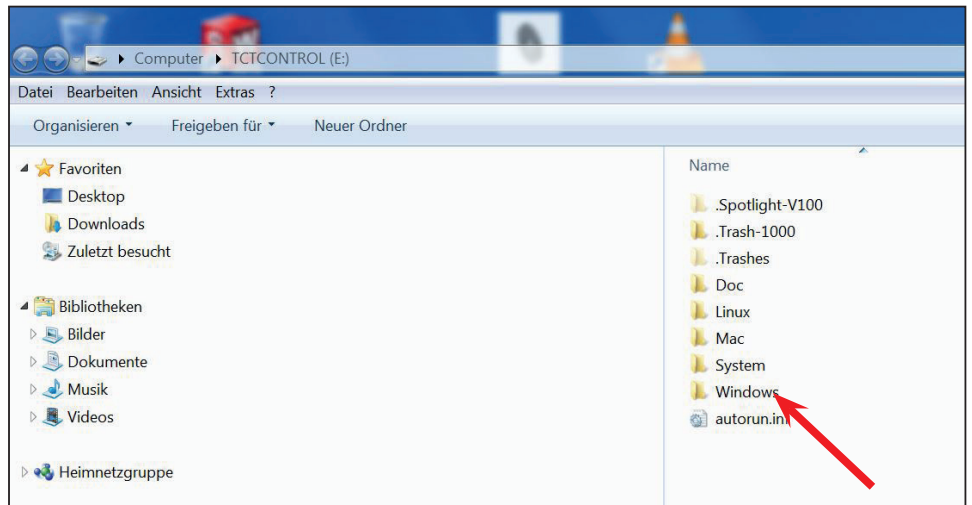 Computer TCTCONTROL (E:)
Datei Bearbeiten Ansicht Extras ?
Organisieren Freigeben für Neuer Ordner
Favoriten
Desktop
Downloads
Zuletzt besucht
Bibliotheken
Bilder
Dokumente
Musik
Videos
Heimnetzgruppe
Name
.Spotlight-V100
.Trash-1000
.Trashes
Doc
Linux
Mac
System
Windows
autorun.inf